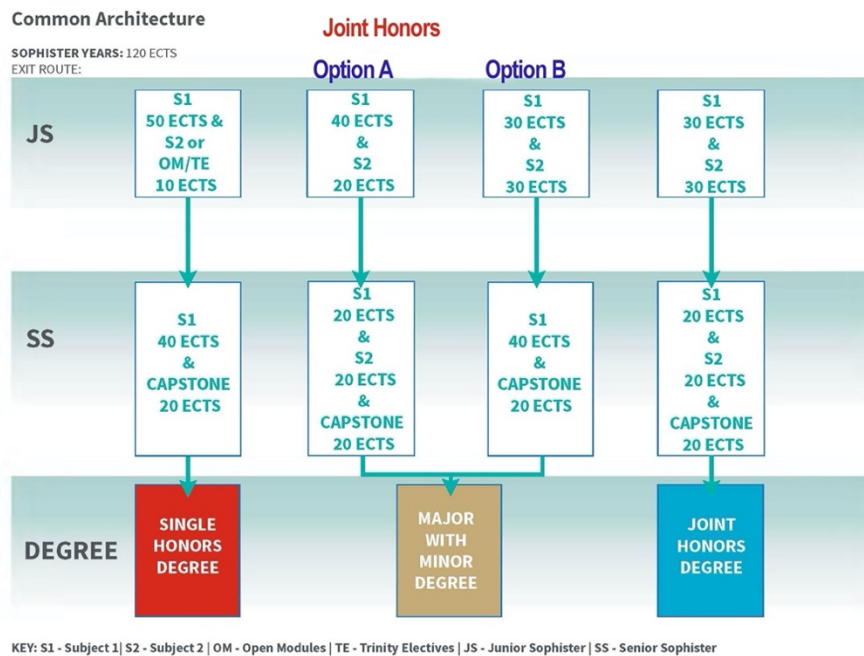 Common Architecture
Joint Honors
SOPHISTER YEARS: 120 ECTS
EXIT ROUTE:
Option A
Option B
JS
S1
50 ECTS &
S2 or
OM/TE
10 ECTS
S1
40 ECTS
&
S2
20 ECTS
S1
30 ECTS
&
S2
30 ECTS
S1
30 ECTS
&
S2
30 ECTS
SS
S1
40 ECTS
&
CAPSTONE
20 ECTS
S1
20 ECTS
&
S2
20 ECTS
&
CAPSTONE
20 ECTS
S1
40 ECTS
&
CAPSTONE
20 ECTS
S1
20 ECTS
&
S2
20 ECTS
&
CAPSTONE
20 ECTS
DEGREE
SINGLE
HONORS
DEGREE
MAJOR
WITH
MINOR
DEGREE
JOINT
HONORS
DEGREE
KEY: S1 - Subject 1| S2 - Subject 2 | OM - Open Modules | TE - Trinity Electives | JS - Junior Sophister | SS - Senior Sophister